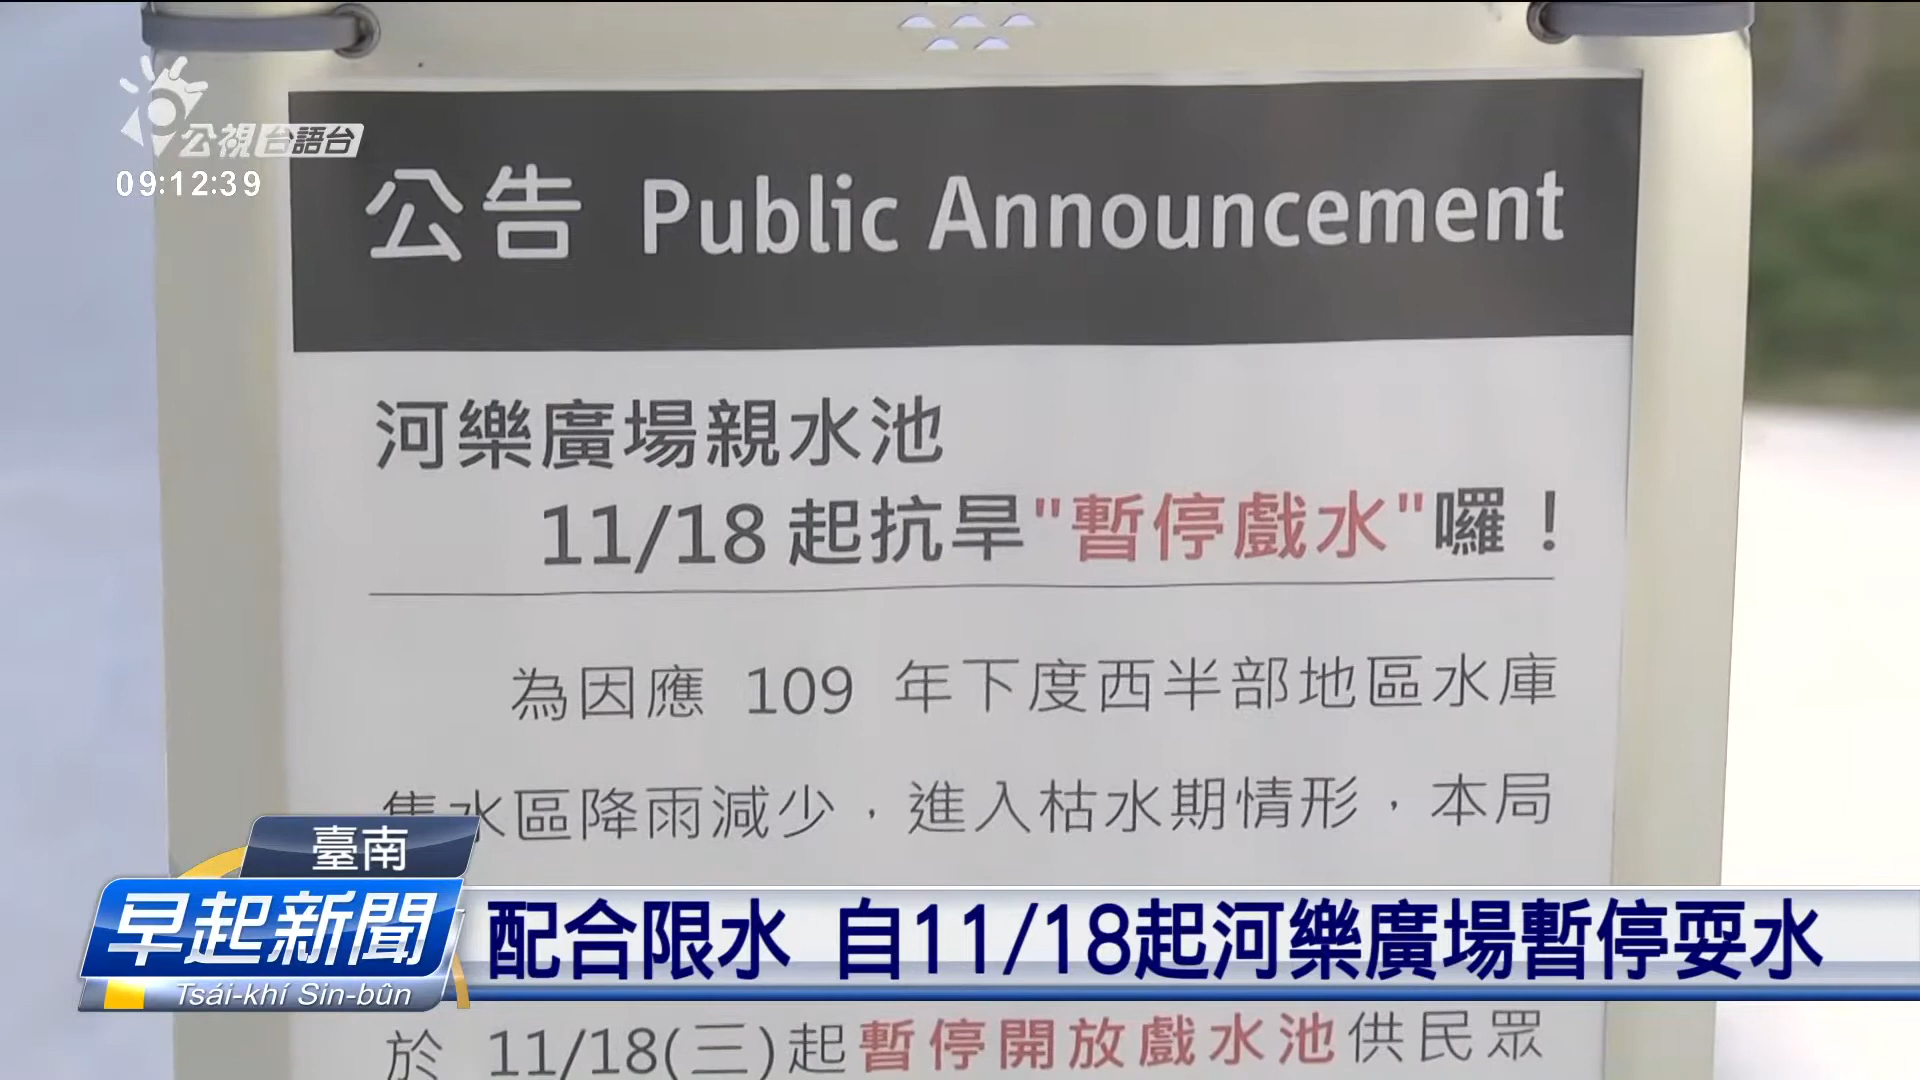 公視台語台
09:12:39
公告 Public Announcement
河樂廣場親水池
11/18 起抗旱"暫停戲水"囉！
為因應 109 年下度西半部地區水庫
集水區降雨減少，進入枯水期情形，本局
臺南
早起新聞
Tsái-khí Sin-bûn
配合限水 自11/18起河樂廣場暫停耍水
於 11/18(三)起暫停開放戲水池供民眾